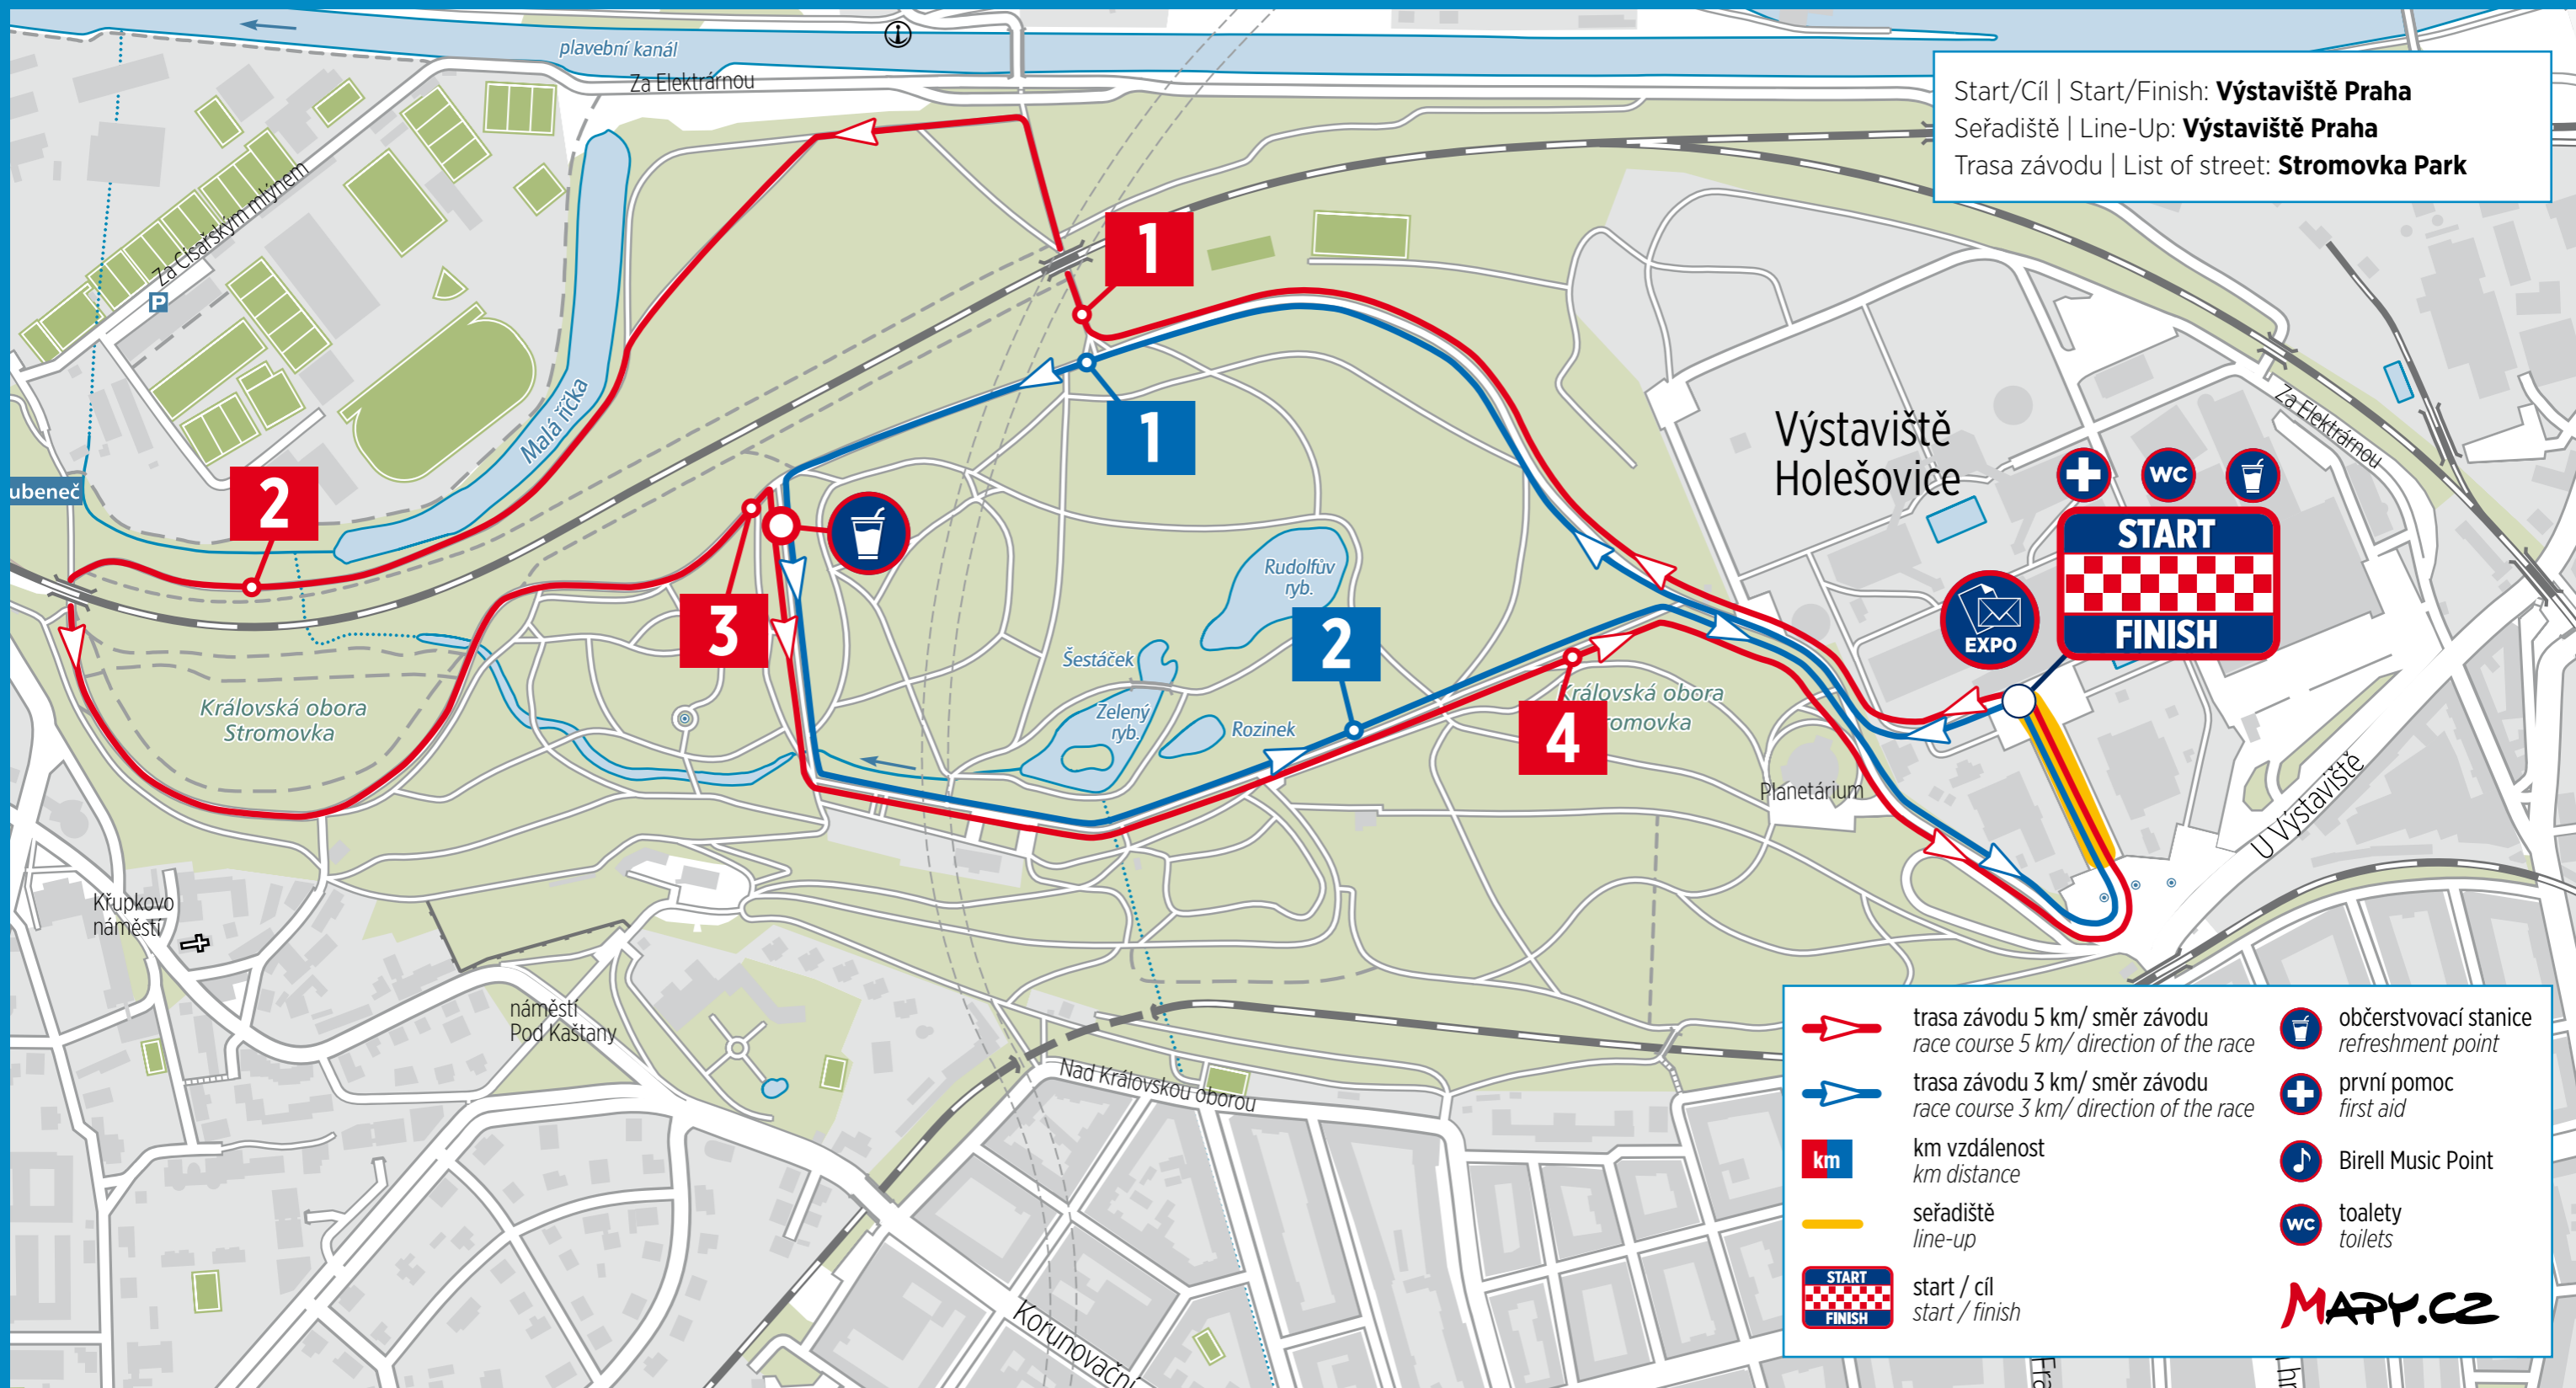 plavební kanál
Za Elektrárnou
Start/Cíl | Start/Finish: Výstaviště Praha
Seřadiště | Line-Up: Výstaviště Praha
Trasa závodu | List of street: Stromovka Park
Za Císařským mlýnem
P
1
Malá říčka
Za Elektrárnou
1
Výstaviště
Holešovice
ubeneč
2
WC
START
FINISH
EXPO
Rudolfův
ryb.
3
2
Šestáček
Královská obora
Stromovka
Královská obora
romovka
Zelený
ryb.
Rozinek
4
Planetárium
U Výstaviště
Křupkovo
náměstí
náměstí
Pod Kaštany
Nad Královskou oborou
Korunovační
trasa závodu 5 km/ směr závodu
race course 5 km/ direction of the race
trasa závodu 3 km/ směr závodu
race course 3 km/ direction of the race
km
km vzdálenost
km distance
seřadiště
line-up
START
FINISH
start / cíl
start / finish
občerstvovací stanice
refreshment point
první pomoc
first aid
Birell Music Point
WC
toalety
toilets
MAPY.CZ
Fra